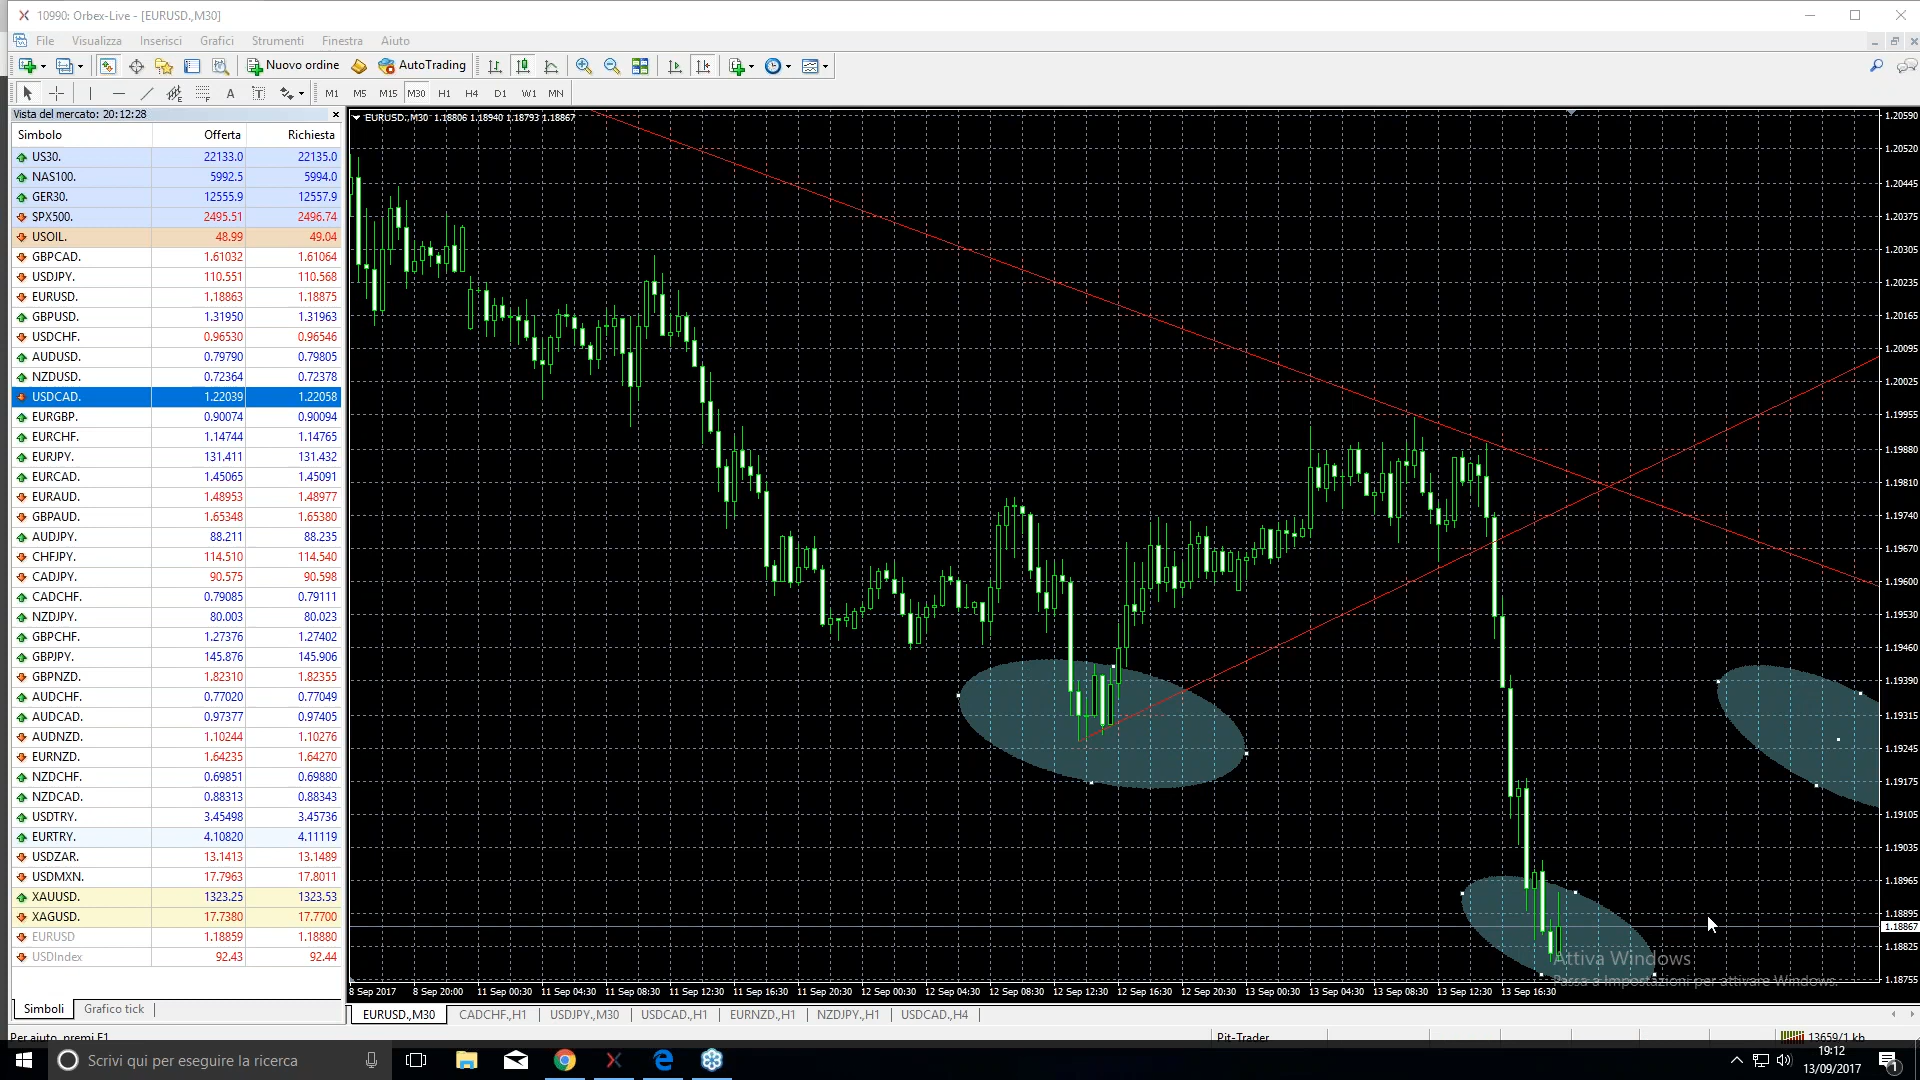 10990: Orbex-Live - [EURUSD.,M30]
File Visualizza Inserisci Grafici Strumenti Finestra Aiuto
Nuovo ordine AutoTrading
A T M1 M5 M15 M30 H1 H4 D1 W1 MN
Vista del mercato: 20:12:28
Simbolo Offerta Richiesta
US30. 22133.0 22135.0
NAS100. 5992.5 5994.0
GER30. 12555.9 12557.9
SPX500. 2495.51 2496.74
USOIL. 48.99 49.04
GBPCAD. 1.61032 1.61064
USDJPY. 110.551 110.568
EURUSD. 1.18863 1.18875
GBPUSD. 1.31950 1.31963
USDCHF. 0.96530 0.96546
AUDUSD. 0.79790 0.79805
NZDUSD. 0.72364 0.72378
USDCAD. 1.22039 1.22058
EURGBP. 0.90074 0.90094
EURCHF. 1.14744 1.14765
EURJPY. 131.411 131.432
EURCAD. 1.45065 1.45091
EURAUD. 1.48953 1.48977
GBPAUD. 1.65348 1.65380
AUDJPY. 88.211 88.235
CHFJPY. 114.510 114.540
CADJPY. 90.575 90.598
CADCHF. 0.79085 0.79111
NZDJPY. 80.003 80.023
GBPCHF. 1.27376 1.27402
GBPJPY. 145.876 145.906
GBPNZD. 1.82310 1.82355
AUDCHF. 0.77020 0.77049
AUDCAD. 0.97377 0.97405
AUDNZD. 1.10244 1.10276
EURNZD. 1.64235 1.64270
NZDCHF. 0.69851 0.69880
NZDCAD. 0.88313 0.88343
USDTRY. 3.45498 3.45736
EURTRY. 4.10820 4.11119
USDZAR. 13.1413 13.1489
USDMXN. 17.7963 17.8011
XAUUSD. 1323.25 1323.53
XAGUSD. 17.7380 17.7700
EURUSD 1.18859 1.18880
USDIndex 92.43 92.44
Simboli Grafico tick
EURUSD.,M30 1.18806 1.18940 1.18793 1.18867
1.20590
1.20520
1.20445
1.20375
1.20305
1.20235
1.20165
1.20095
1.20025
1.19955
1.19880
1.19810
1.19740
1.19670
1.19600
1.19530
1.19460
1.19390
1.19315
1.19245
1.19175
1.19105
1.19035
1.18965
1.18895
1.18867
1.18825
1.18755
Attiva Windows
Passa a Impostazioni per attivare Windows.
8 Sep 2017 8 Sep 20:00 11 Sep 00:30 11 Sep 04:30 11 Sep 08:30 11 Sep 12:30 11 Sep 16:30 11 Sep 20:30 12 Sep 00:30 12 Sep 04:30 12 Sep 08:30 12 Sep 12:30 12 Sep 16:30 12 Sep 20:30 13 Sep 00:30 13 Sep 04:30 13 Sep 08:30 13 Sep 12:30 13 Sep 16:30
EURUSD.,M30 CADCHF.,H1 USDJPY.,M30 USDCAD.,H1 EURNZD.,H1 NZDJPY.,H1 USDCAD.,H4
Per aiuto, premi F1 Pit-Trader 13659/1 kb
Scrivi qui per eseguire la ricerca
19:12
13/09/2017
1